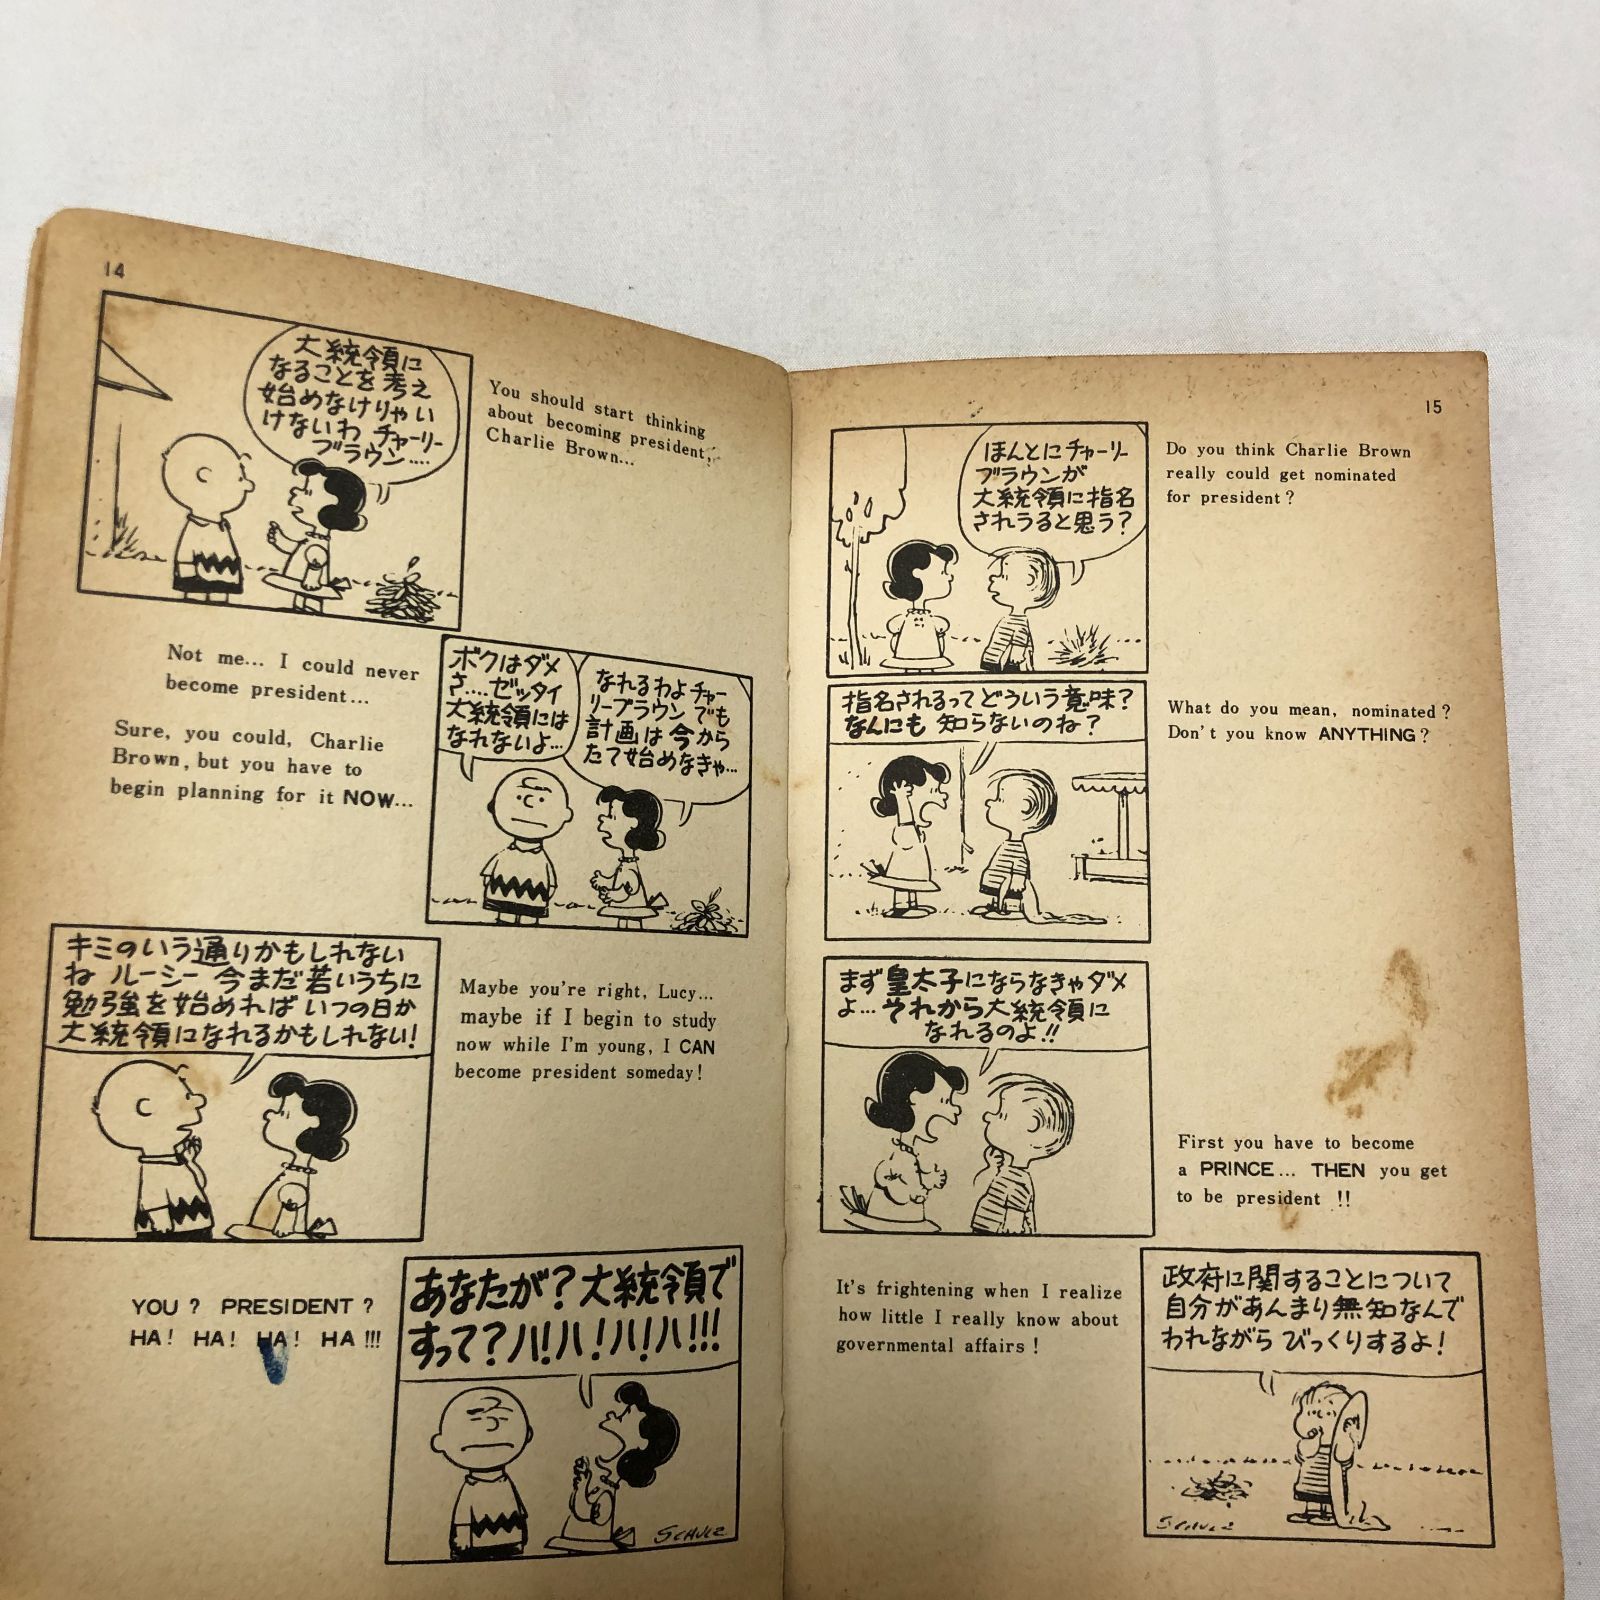 14
大統領に
なることを考え
始めなけりゃい
けないわ チャーリー
ブラウン....
You should start thinking
about becoming president,
Charlie Brown...
Not me... I could never
become president...
Sure, you could, Charlie
Brown, but you have to
begin planning for it NOW...
ボクはダメ
さ....ゼッタイ
大統領には
なれないよ...
なれるわよチャー
リーブラウン でも
計画は今から
たて始めなきゃ...
キミのいう通りかもしれない
ね ルーシー 今まだ若いうちに
勉強を始めれば いつの日か
大統領になれるかもしれない!
Maybe you're right, Lucy...
maybe if I begin to study
now while I'm young, I CAN
become president someday!
YOU? PRESIDENT?
HA! HA! HA! HA!!!
あなたが? 大統領で
すって? ハ!ハ!ハ!ハ!!!
SCHULZ
15
ほんとにチャーリー
ブラウンが
大統領に指名
されうると思う?
Do you think Charlie Brown
really could get nominated
for president?
指名されるってどういう意味?
なんにも 知らないのね?
What do you mean, nominated?
Don't you know ANYTHING?
まず皇太子にならなきゃダメ
よ... それから大統領に
なれるのよ!!
First you have to become
a PRINCE... THEN you get
to be president !!
It's frightening when I realize
how little I really know about
governmental affairs!
政府に関することについて
自分があんまり無知なんで
われながら びっくりするよ!
SCHULZ